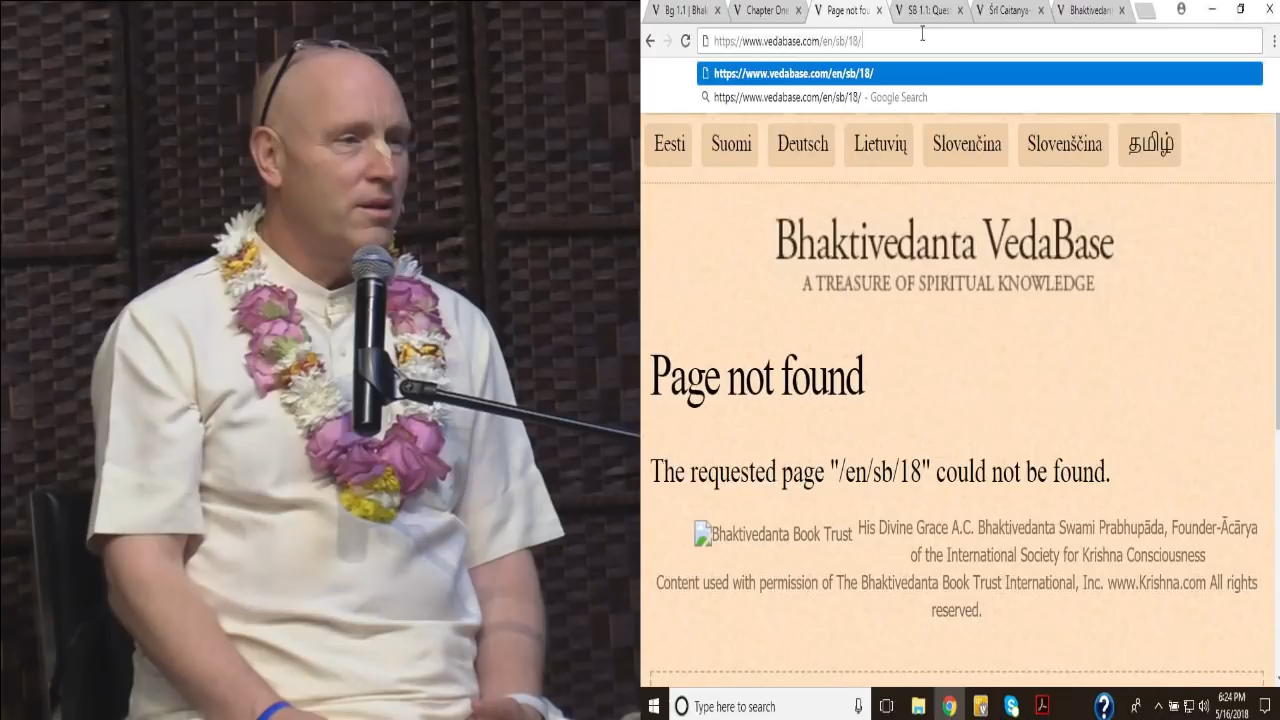 Bg 1.1 | Bhak
Chapter One
Page not fou
SB 1.1: Ques
Śrī Caitanya-
Bhaktivedan
https://www.vedabase.com/en/sb/18/
https://www.vedabase.com/en/sb/18/
https://www.vedabase.com/en/sb/18/ - Google Search
Eesti Suomi Deutsch Lietuvių Slovenčina Slovenščina தமிழ்
Bhaktivedanta VedaBase
A TREASURE OF SPIRITUAL KNOWLEDGE
Page not found
The requested page "/en/sb/18" could not be found.
Bhaktivedanta Book Trust His Divine Grace A.C. Bhaktivedanta Swami Prabhupāda, Founder-Ācārya
of the International Society for Krishna Consciousness
Content used with permission of The Bhaktivedanta Book Trust International, Inc. www.Krishna.com All rights
reserved.
Type here to search
6:24 PM
5/16/2018